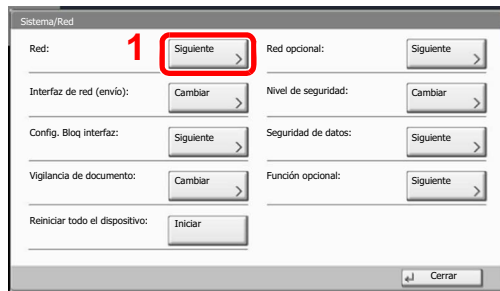 Sistema/Red
Red:
1
Siguiente
Red opcional:
Siguiente
Interfaz de red (envío):
Cambiar
Nivel de seguridad:
Cambiar
Config. Bloq interfaz:
Siguiente
Seguridad de datos:
Siguiente
Vigilancia de documento:
Cambiar
Función opcional:
Siguiente
Reiniciar todo el dispositivo:
Iniciar
Cerrar